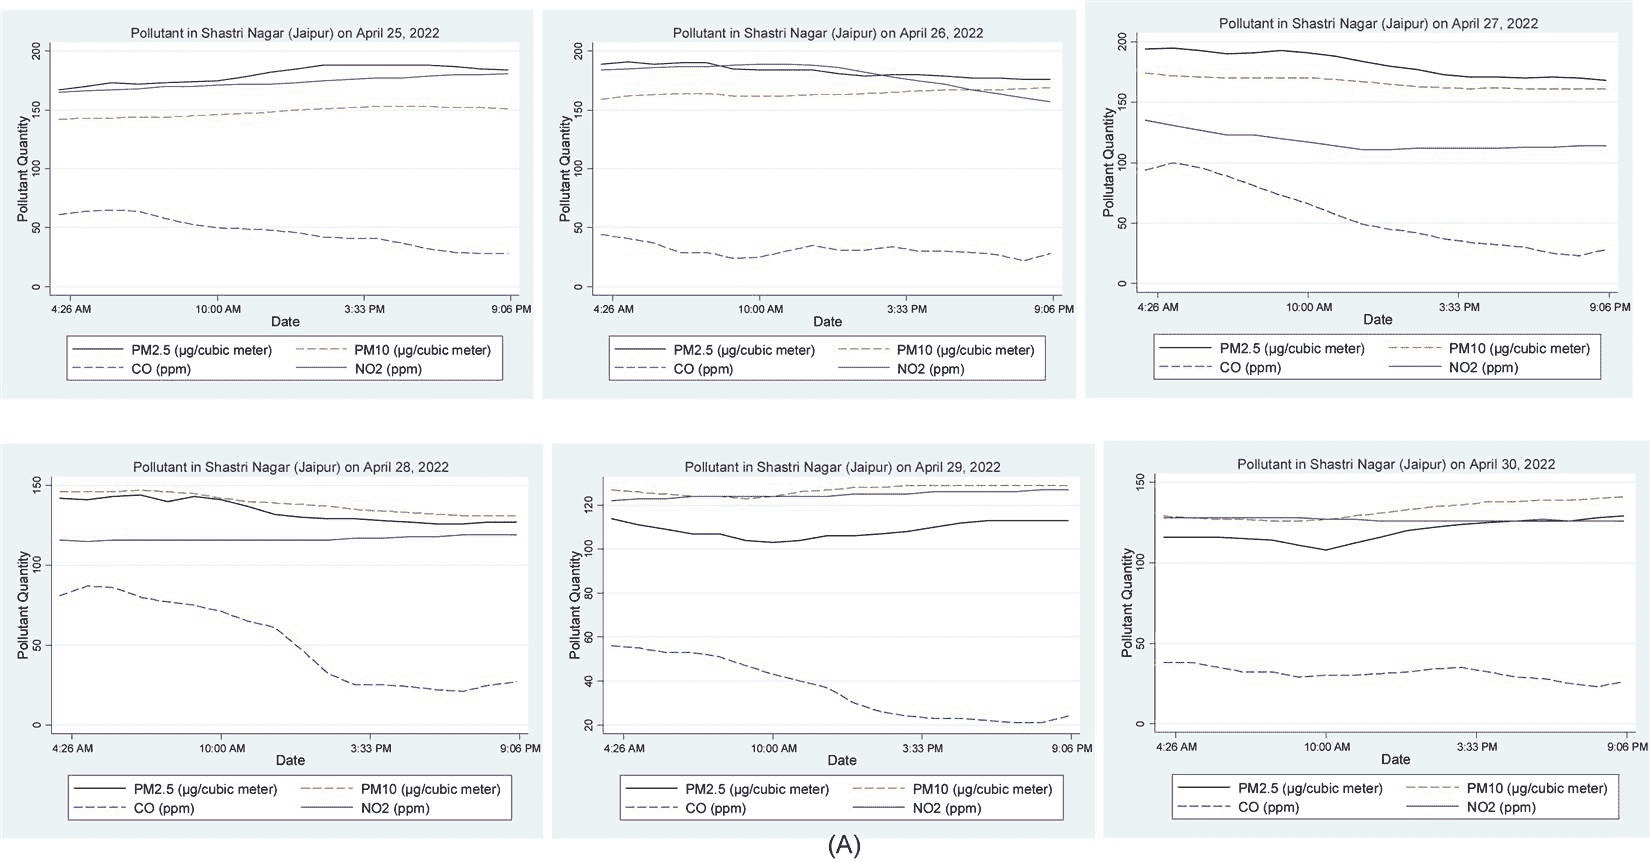 Pollutant in Shastri Nagar (Jaipur) on April 25, 2022
Pollutant Quantity
200
150
100
50
0
4:26 AM 10:00 AM 3:33 PM 9:06 PM
Date
PM2.5 (µg/cubic meter) PM10 (µg/cubic meter)
CO (ppm) NO2 (ppm)
Pollutant in Shastri Nagar (Jaipur) on April 26, 2022
Pollutant Quantity
200
150
100
50
0
4:26 AM 10:00 AM 3:33 PM 9:06 PM
Date
PM2.5 (µg/cubic meter) PM10 (µg/cubic meter)
CO (ppm) NO2 (ppm)
Pollutant in Shastri Nagar (Jaipur) on April 27, 2022
Pollutant Quantity
200
150
100
50
0
4:26 AM 10:00 AM 3:33 PM 9:06 PM
Date
PM2.5 (µg/cubic meter) PM10 (µg/cubic meter)
CO (ppm) NO2 (ppm)
Pollutant in Shastri Nagar (Jaipur) on April 28, 2022
Pollutant Quantity
150
100
50
0
4:26 AM 10:00 AM 3:33 PM 9:06 PM
Date
PM2.5 (µg/cubic meter) PM10 (µg/cubic meter)
CO (ppm) NO2 (ppm)
Pollutant in Shastri Nagar (Jaipur) on April 29, 2022
Pollutant Quantity
120
100
80
60
40
20
4:26 AM 10:00 AM 3:33 PM 9:06 PM
Date
PM2.5 (µg/cubic meter) PM10 (µg/cubic meter)
CO (ppm) NO2 (ppm)
Pollutant in Shastri Nagar (Jaipur) on April 30, 2022
Pollutant Quantity
150
100
50
0
4:26 AM 10:00 AM 3:33 PM 9:06 PM
Date
PM2.5 (µg/cubic meter) PM10 (µg/cubic meter)
CO (ppm) NO2 (ppm)
(A)